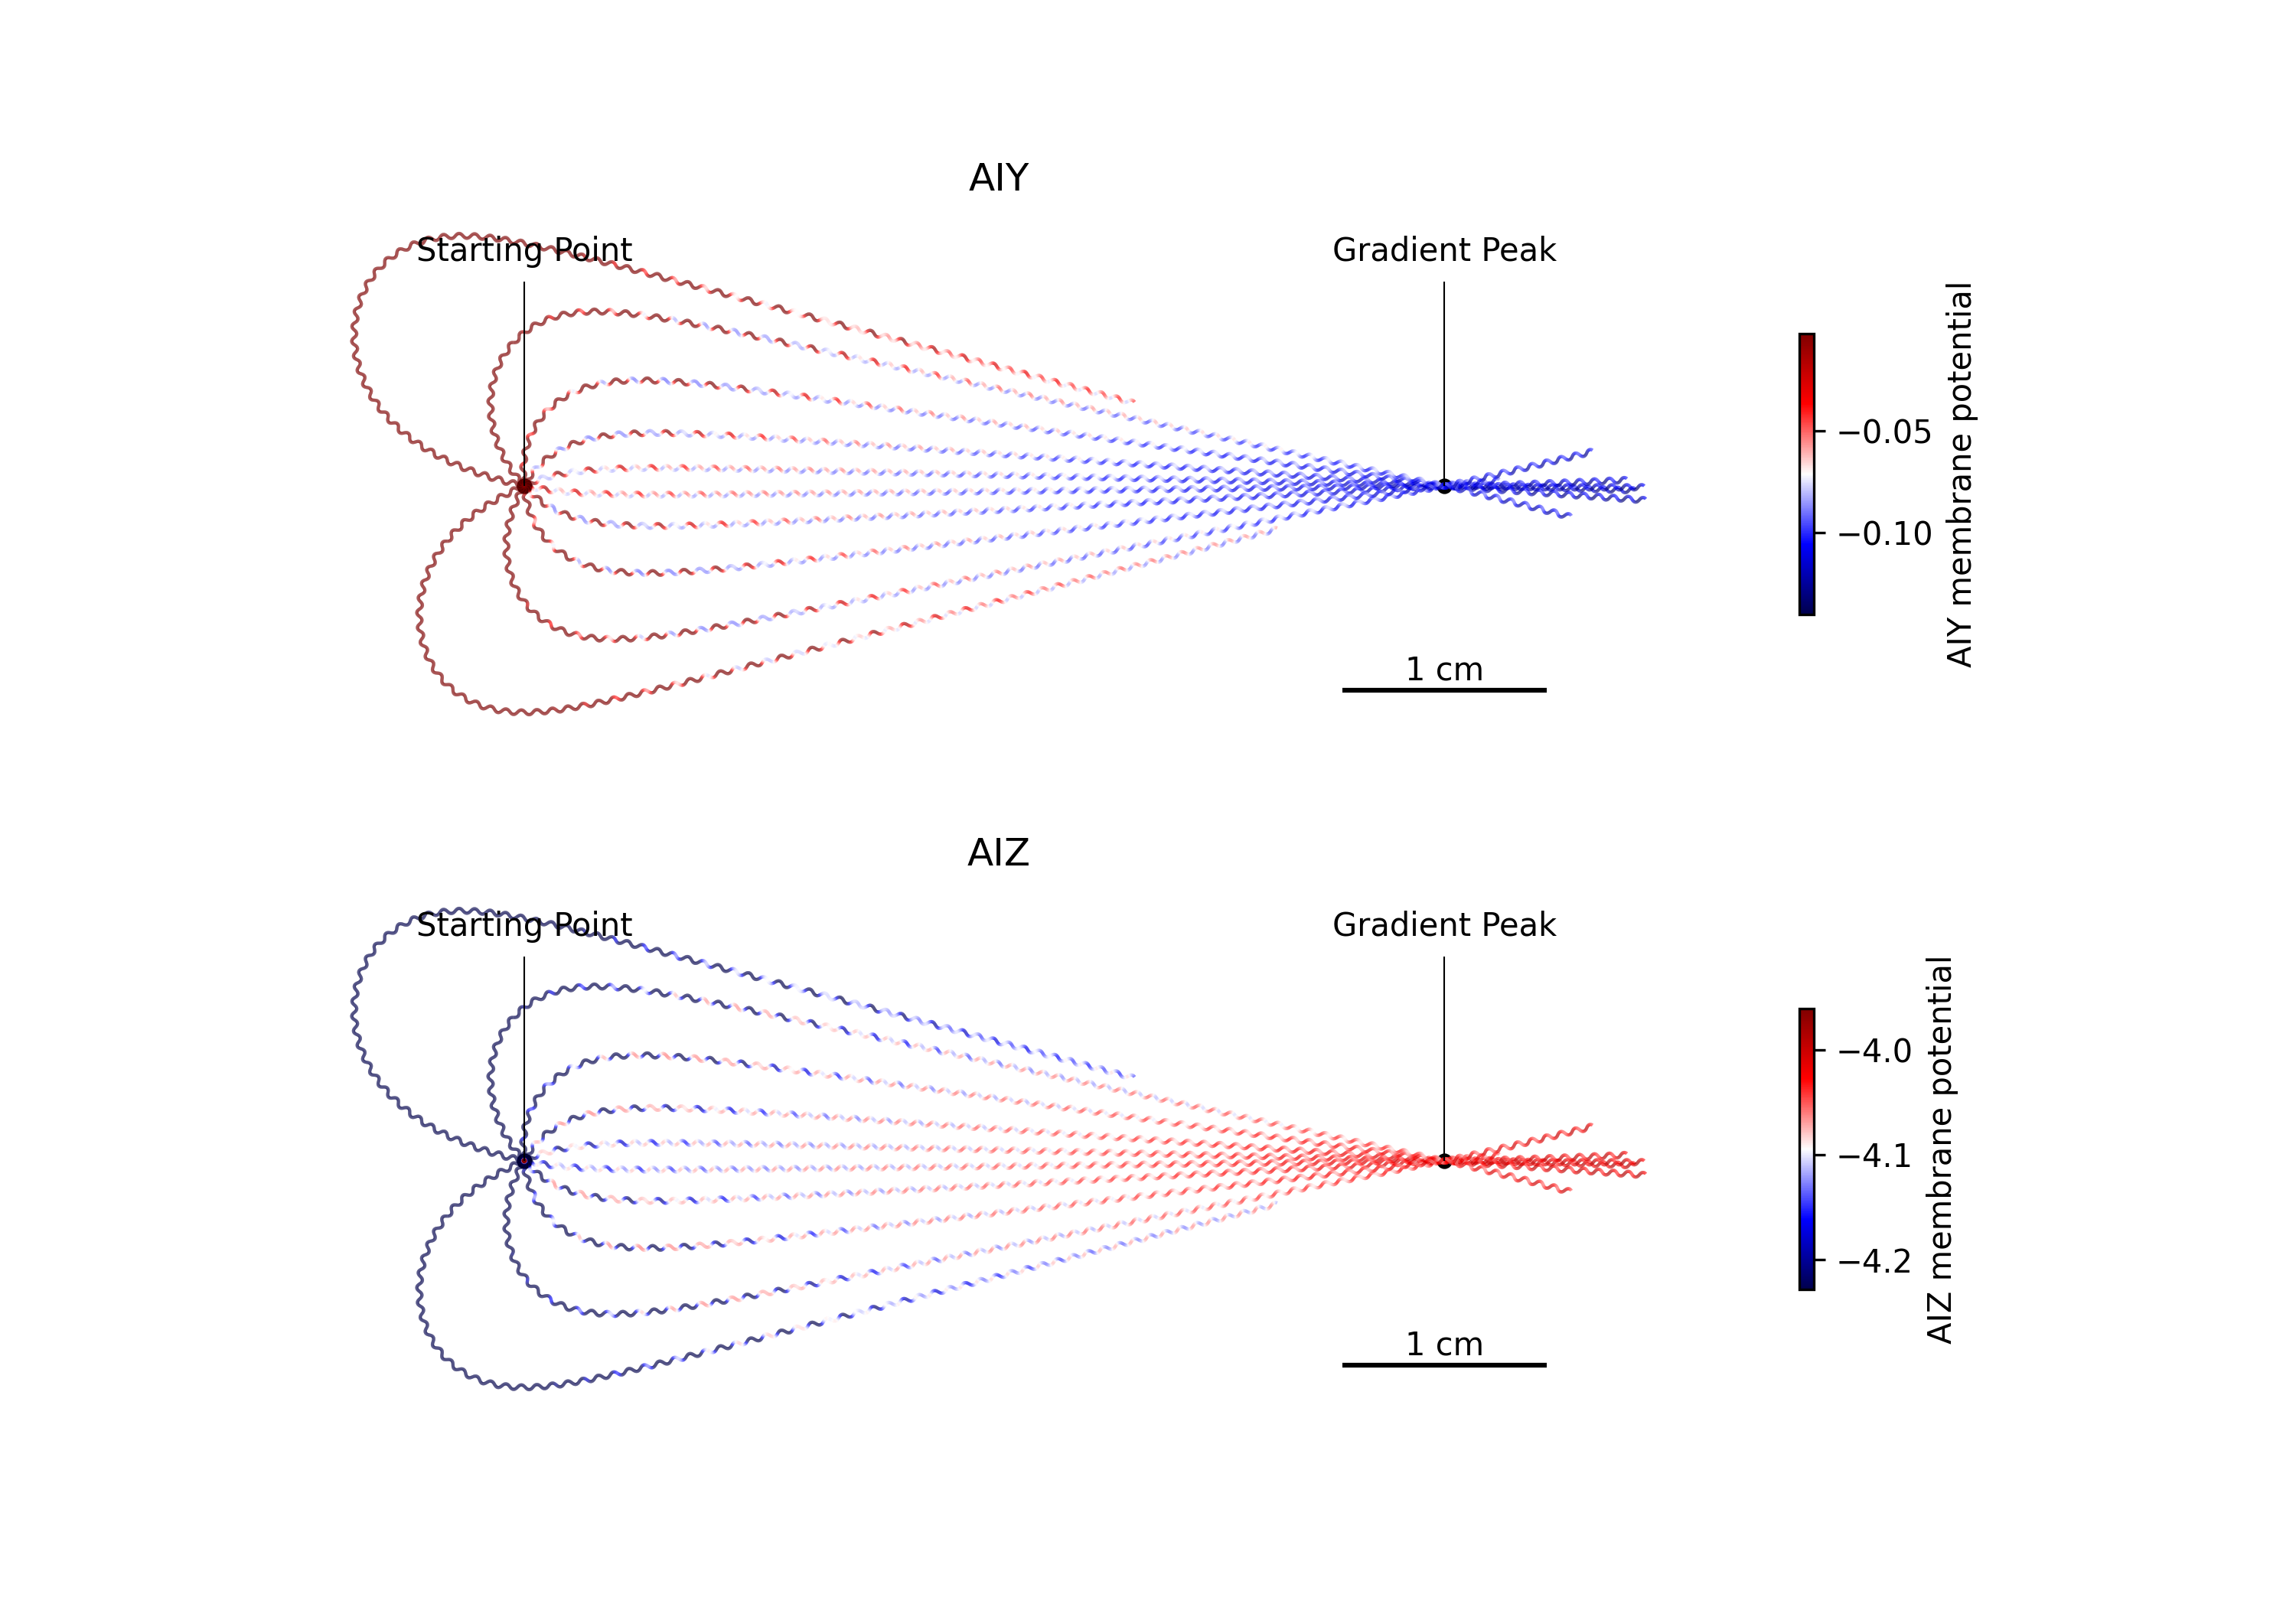 AIY
Starting Point
Gradient Peak
−0.05
−0.10
AIY membrane potential
1 cm
AIZ
Starting Point
Gradient Peak
−4.0
−4.1
−4.2
AIZ membrane potential
1 cm